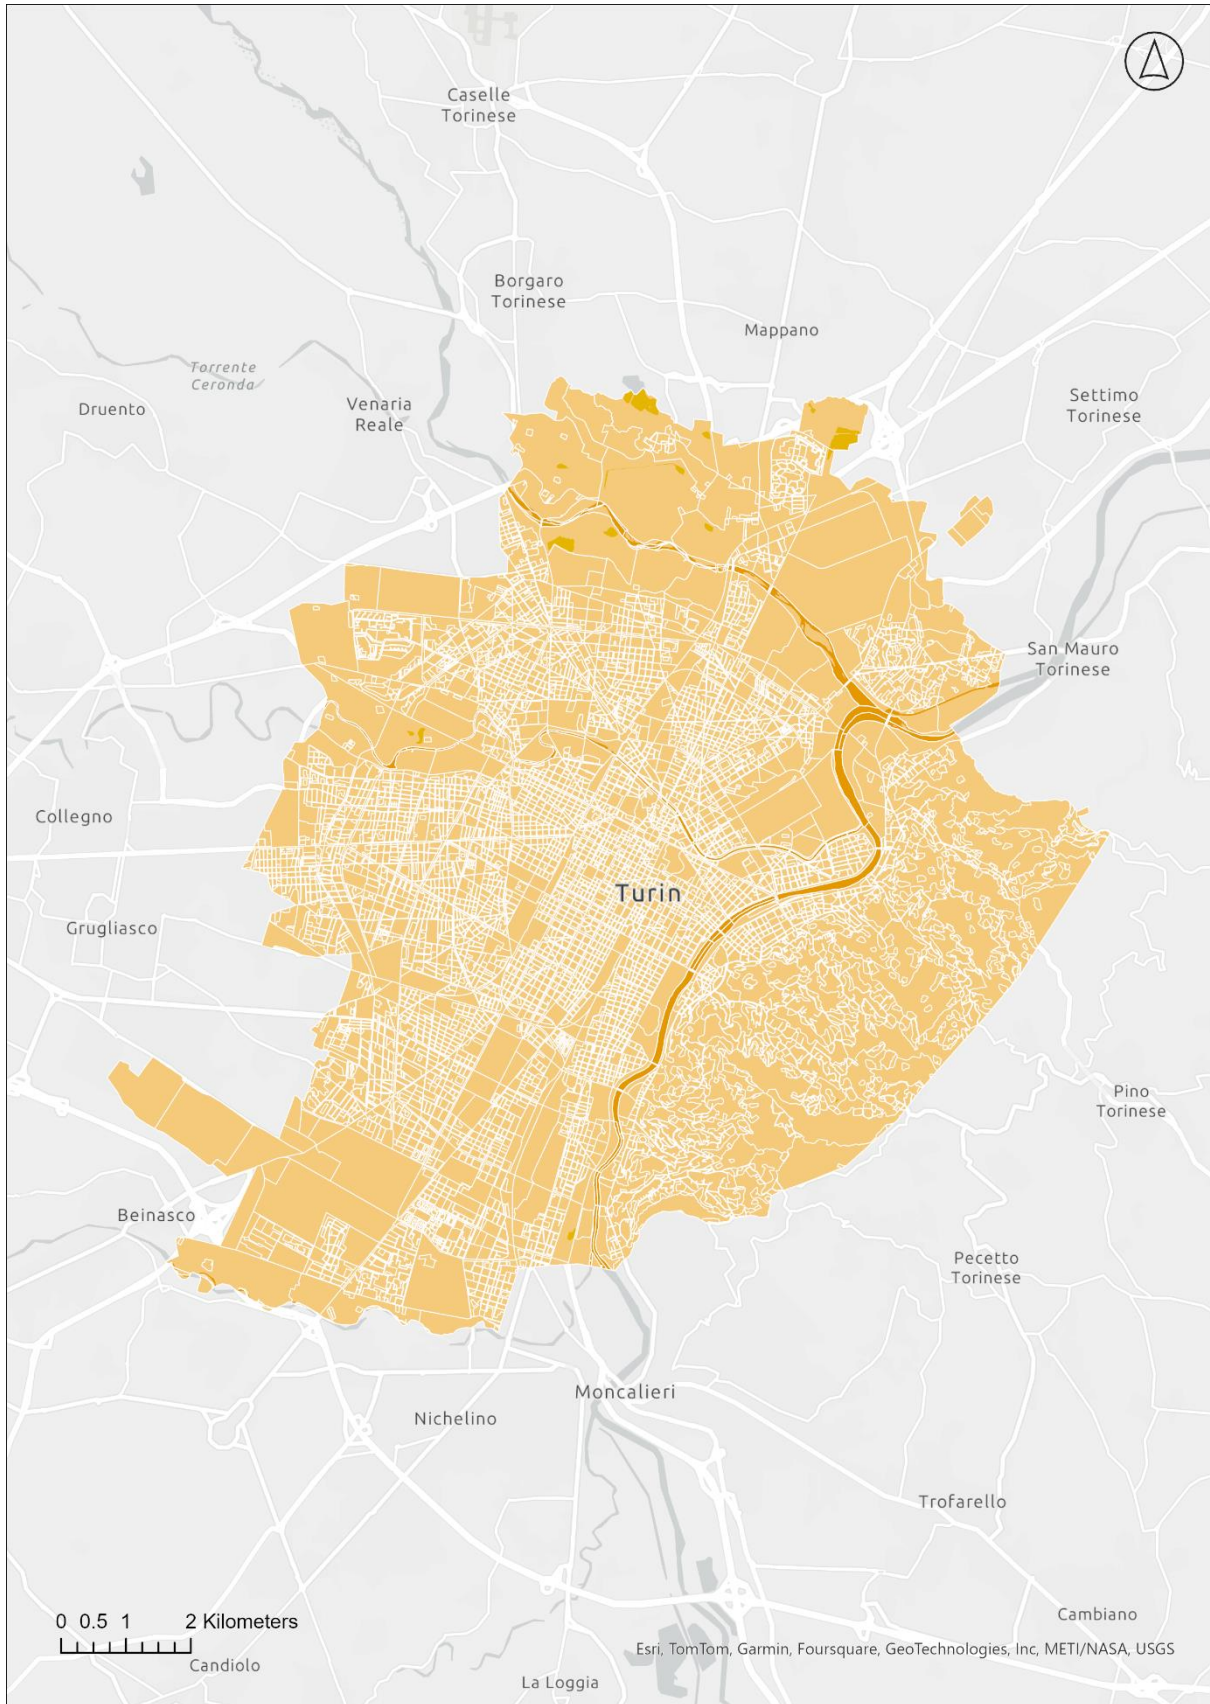 Caselle
Torinese
Borgaro
Torinese
Mappano
Torrente
Ceronda
Druento
Venaria
Reale
Settimo
Torinese
San Mauro
Torinese
Collegno
Turin
Grugliasco
Pino
Torinese
Beinasco
Pecetto
Torinese
Moncalieri
Nichelino
Trofarello
0 0.5 1 2 Kilometers
Cambiano
Esri, TomTom, Garmin, Foursquare, GeoTechnologies, Inc, METI/NASA, USGS
Candiolo
La Loggia